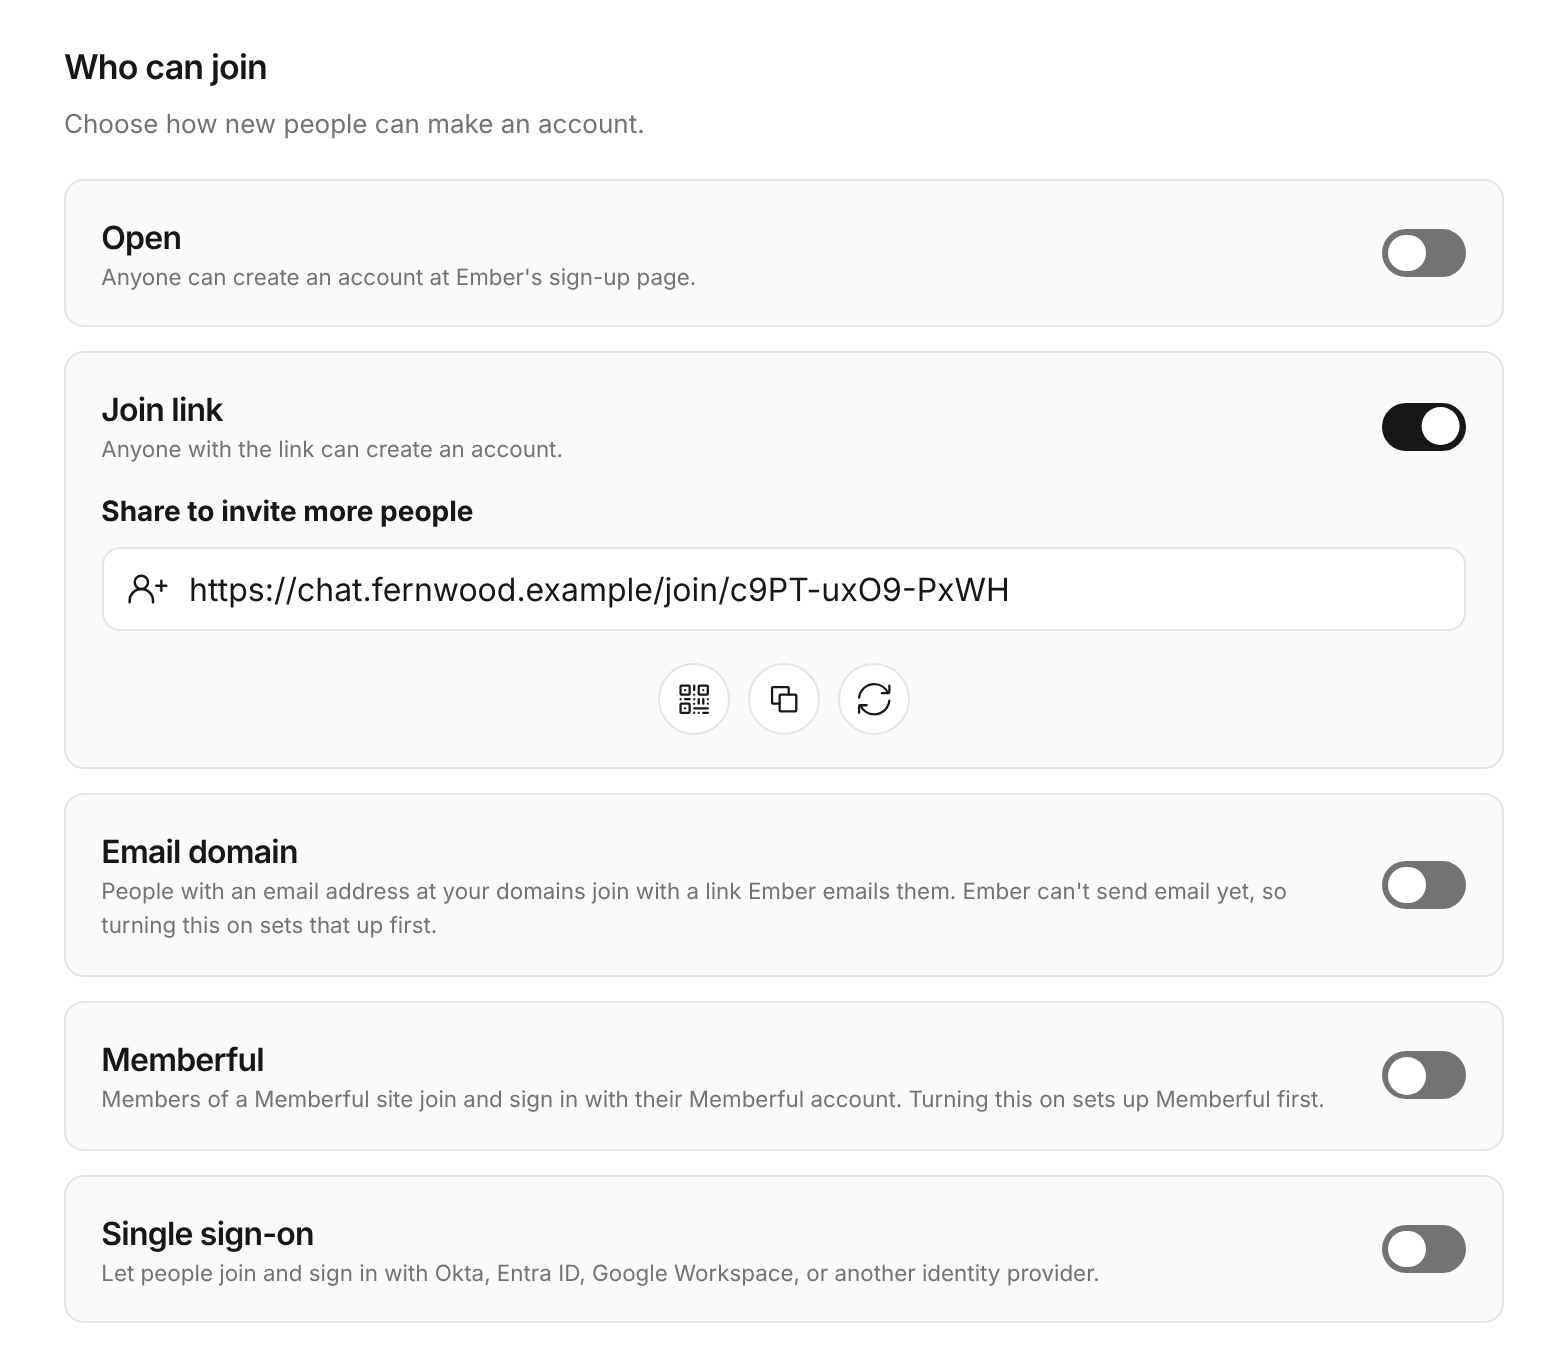 Who can join
Choose how new people can make an account.
Open
Anyone can create an account at Ember's sign-up page.
Join link
Anyone with the link can create an account.
Share to invite more people
https://chat.fernwood.example/join/c9PT-uxO9-PxWH
Email domain
People with an email address at your domains join with a link Ember emails them. Ember can't send email yet, so
turning this on sets that up first.
Memberful
Members of a Memberful site join and sign in with their Memberful account. Turning this on sets up Memberful first.
Single sign-on
Let people join and sign in with Okta, Entra ID, Google Workspace, or another identity provider.